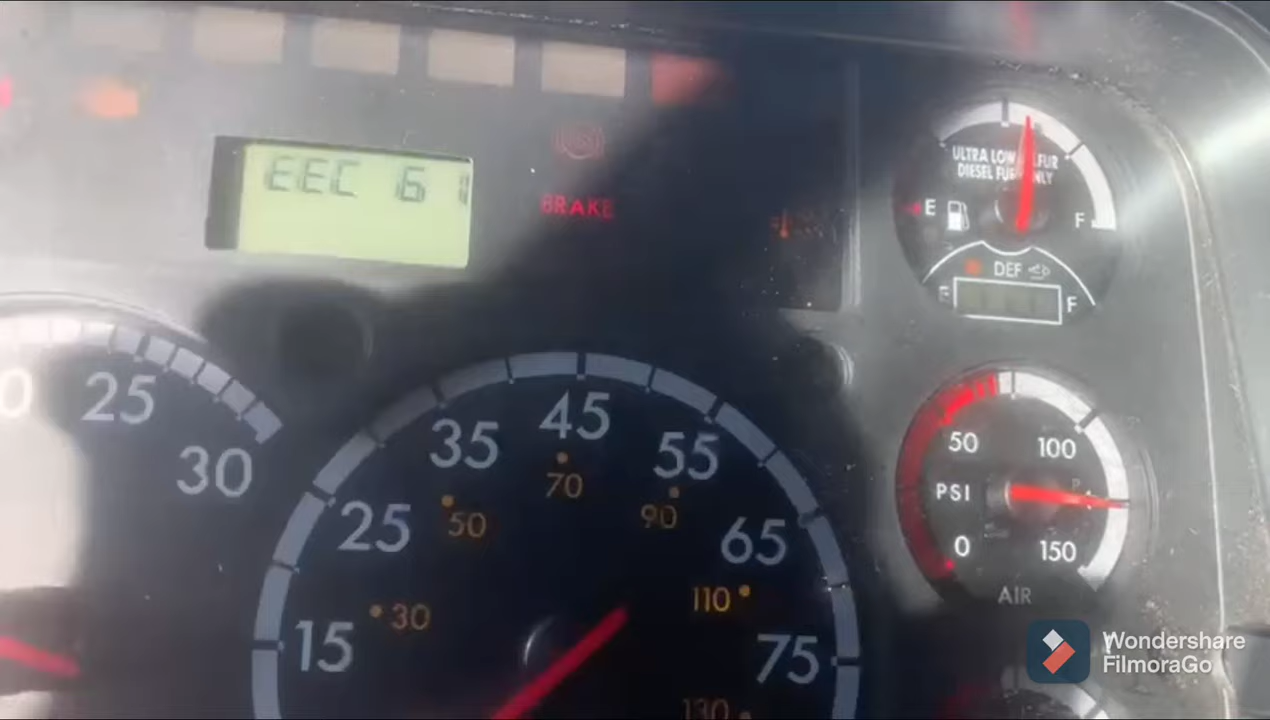 EEC 61
BRAKE
ULTRA LOW SULFUR
DIESEL FUEL ONLY
E
F
DEF
E
F
25
30
15
25
35
45
55
65
75
30
50
70
90
110
130
50
100
PSI
0
150
AIR
Wondershare
FilmoraGo